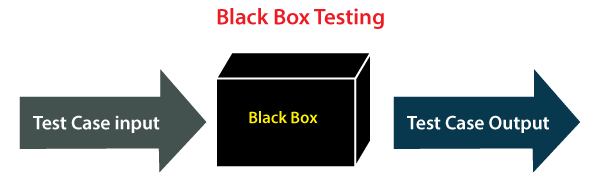 Black Box Testing
Test Case input
Black Box
Test Case Output